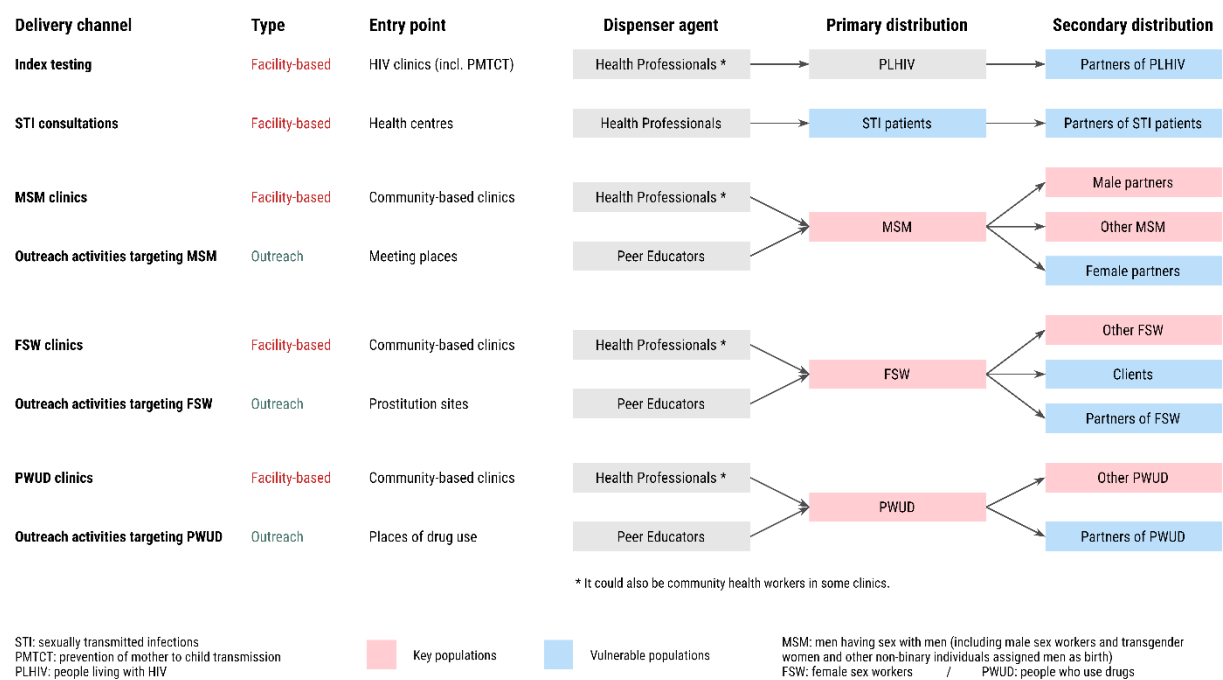 Delivery channel Type Entry point Dispenser agent Primary distribution Secondary distribution
Index testing Facility-based HIV clinics (incl. PMTCT) Health Professionals * PLHIV Partners of PLHIV
STI consultations Facility-based Health centres Health Professionals STI patients Partners of STI patients
Male partners
MSM clinics Facility-based Community-based clinics Health Professionals *
MSM Other MSM
Outreach activities targeting MSM Outreach Meeting places Peer Educators
Female partners
Other FSW
FSW clinics Facility-based Community-based clinics Health Professionals *
FSW Clients
Outreach activities targeting FSW Outreach Prostitution sites Peer Educators
Partners of FSW
PWUD clinics Facility-based Community-based clinics Health Professionals * Other PWUD
PWUD
Outreach activities targeting PWUD Outreach Places of drug use Peer Educators Partners of PWUD
* It could also be community health workers in some clinics.
STI: sexually transmitted infections
PMTCT: prevention of mother to child transmission
PLHIV: people living with HIV
Key populations
Vulnerable populations
MSM: men having sex with men (including male sex workers and transgender
women and other non-binary individuals assigned men as birth)
FSW: female sex workers / PWUD: people who use drugs